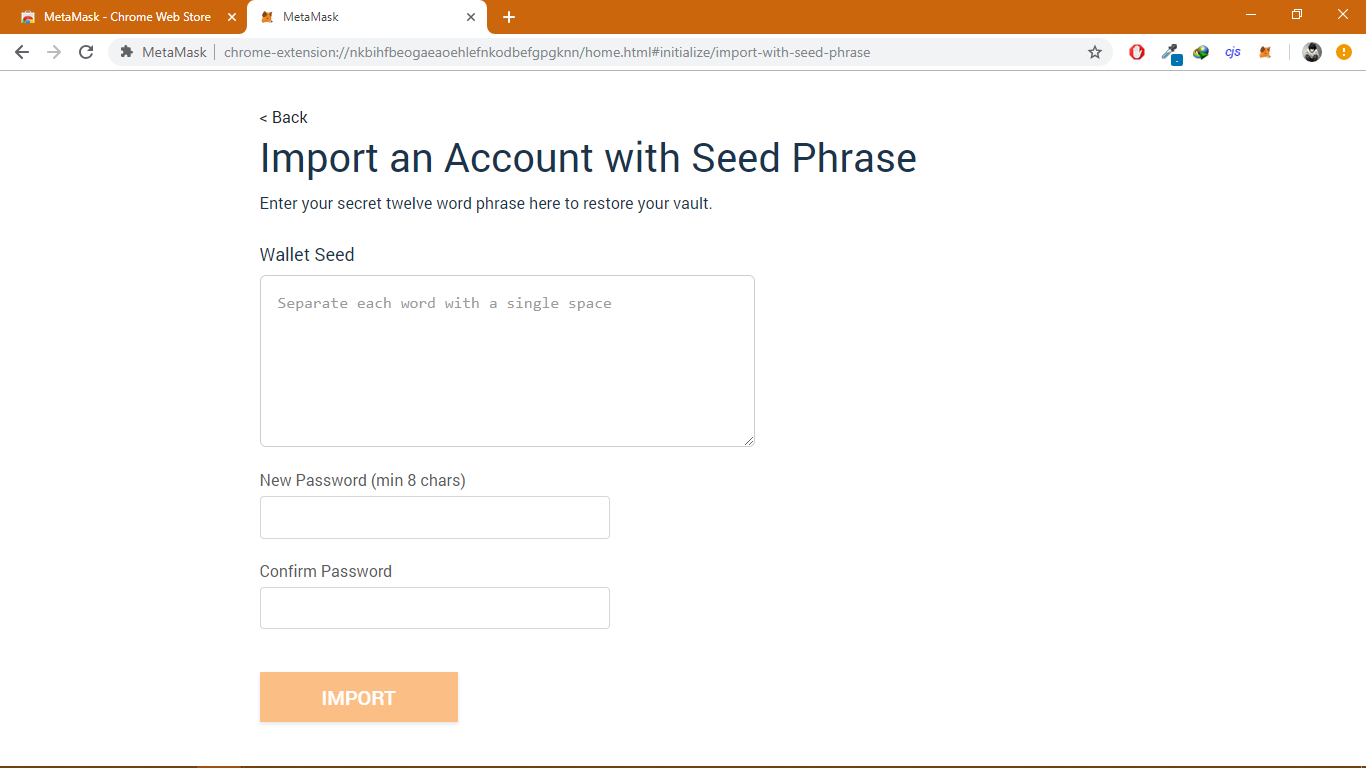 MetaMask - Chrome Web Store
MetaMask
MetaMask
chrome-extension://nkbihfbeogaeaoehlefnkodbefgpgknn/home.html#initialize/import-with-seed-phrase
cjs
< Back
Import an Account with Seed Phrase
Enter your secret twelve word phrase here to restore your vault.
Wallet Seed
Separate each word with a single space
New Password (min 8 chars)
Confirm Password
IMPORT